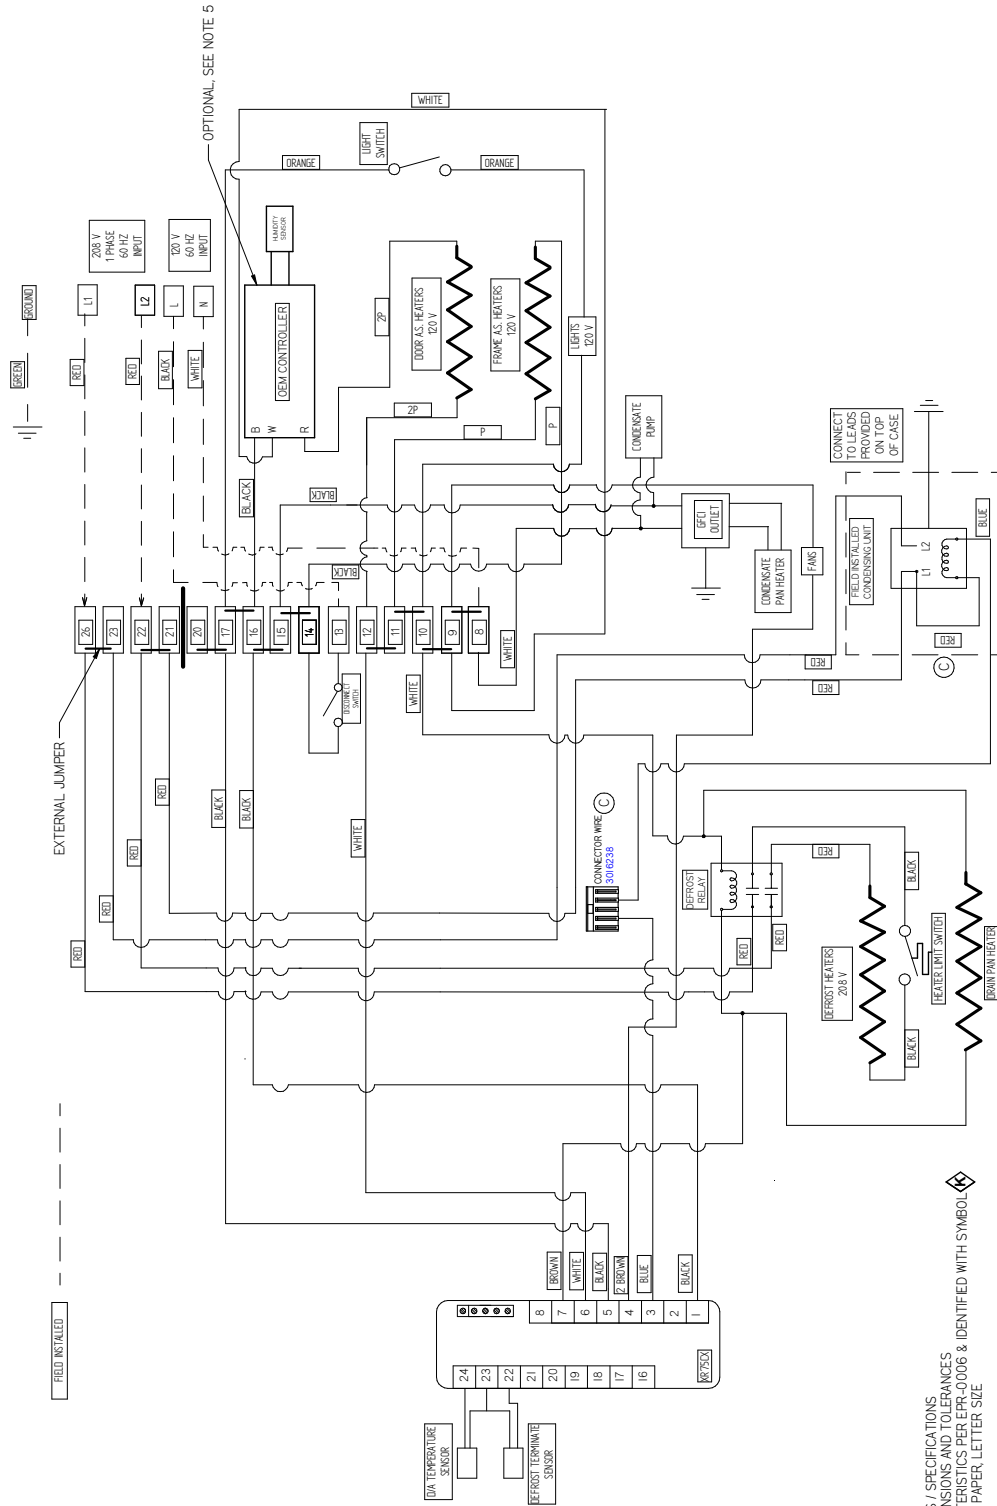 OPTIONAL, SEE NOTE 5
EXTERNAL JUMPER
FIELD INSTALLED
GREEN
GROUND
RED
L1
208 V
1 PHASE
60 HZ
INPUT
RED
L2
BLACK
L
120 V
60 HZ
INPUT
WHITE
N
WHITE
ORANGE
LIGHT
SWITCH
ORANGE
OEM CONTROLLER
HUMIDITY
SENSOR
B
W
R
BLACK
2P
DOOR A.S. HEATERS
120 V
2P
FRAME A.S. HEATERS
120 V
P
P
LIGHTS
120 V
BLACK
BLACK
CONDENSATE
PUMP
GFCI
OUTLET
CONDENSATE
PAN HEATER
FANS
CONNECT
TO LEADS
PROVIDED
ON TOP
OF CASE
FIELD INSTALLED
CONDENSING UNIT
L1
L2
BLUE
RED
C
26
23
22
21
20
17
16
15
14
13
12
11
10
9
8
DISCONNECT
SWITCH
WHITE
WHITE
RED
RED
RED
RED
RED
RED
BLACK
BLACK
WHITE
CONNECTOR WIRE
3016238
C
DEFROST
RELAY
RED
RED
RED
BLACK
DEFROST HEATERS
208 V
HEATER LIMIT SWITCH
BLACK
DRAIN PAN HEATER
BROWN
WHITE
BLACK
2 BROWN
BLUE
BLACK
8
7
6
5
4
3
2
1
24
23
22
21
20
19
18
17
16
XR75CX
D/A TEMPERATURE
SENSOR
DEFROST TERMINATE
SENSOR
S / SPECIFICATIONS
NSIONS AND TOLERANCES
TERISTICS PER EPR-0006 & IDENTIFIED WITH SYMBOL K
PAPER, LETTER SIZE